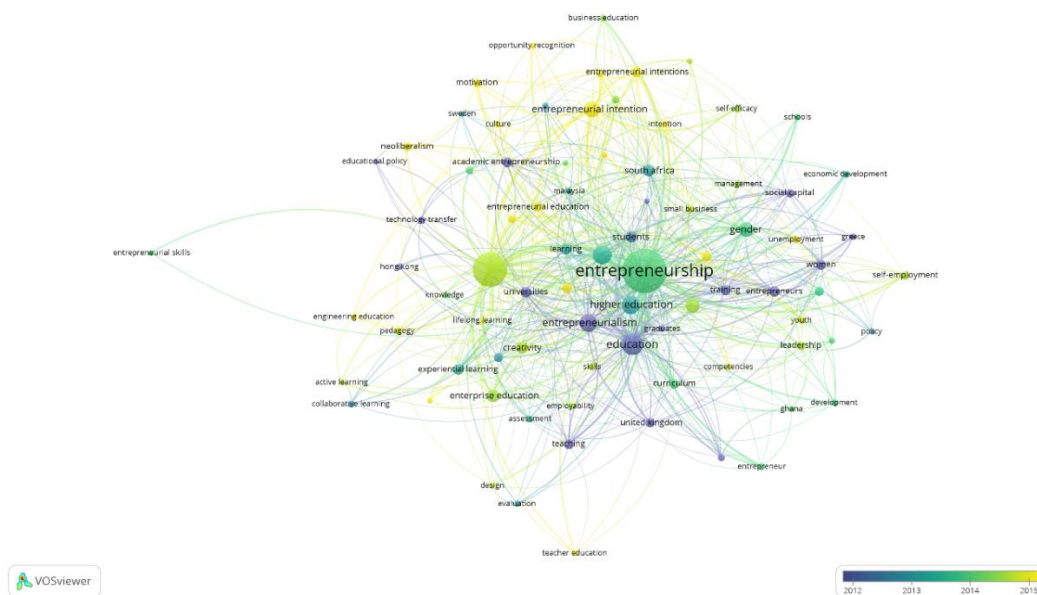 business education
opportunity recognition
entrepreneurial intentions
motivation
entrepreneurial intention
self-efficacy
sweden
schools
culture
intention
neoliberalism
educational policy
academic entrepreneurship
south africa
economic development
malaysia
management
social capital
entrepreneurial education
small business
technology transfer
gender
students
unemployment
greece
entrepreneurial skills
learning
women
hong kong
entrepreneurship
self-employment
universities
training
entrepreneurs
knowledge
higher education
engineering education
lifelong learning
entrepreneurialism
youth
pedagogy
graduates
policy
creativity
education
leadership
experiential learning
skills
competencies
active learning
curriculum
enterprise education
collaborative learning
employability
development
ghana
assessment
united kingdom
teaching
entrepreneur
design
evaluation
teacher education
VOSviewer
2012 2013 2014 2015